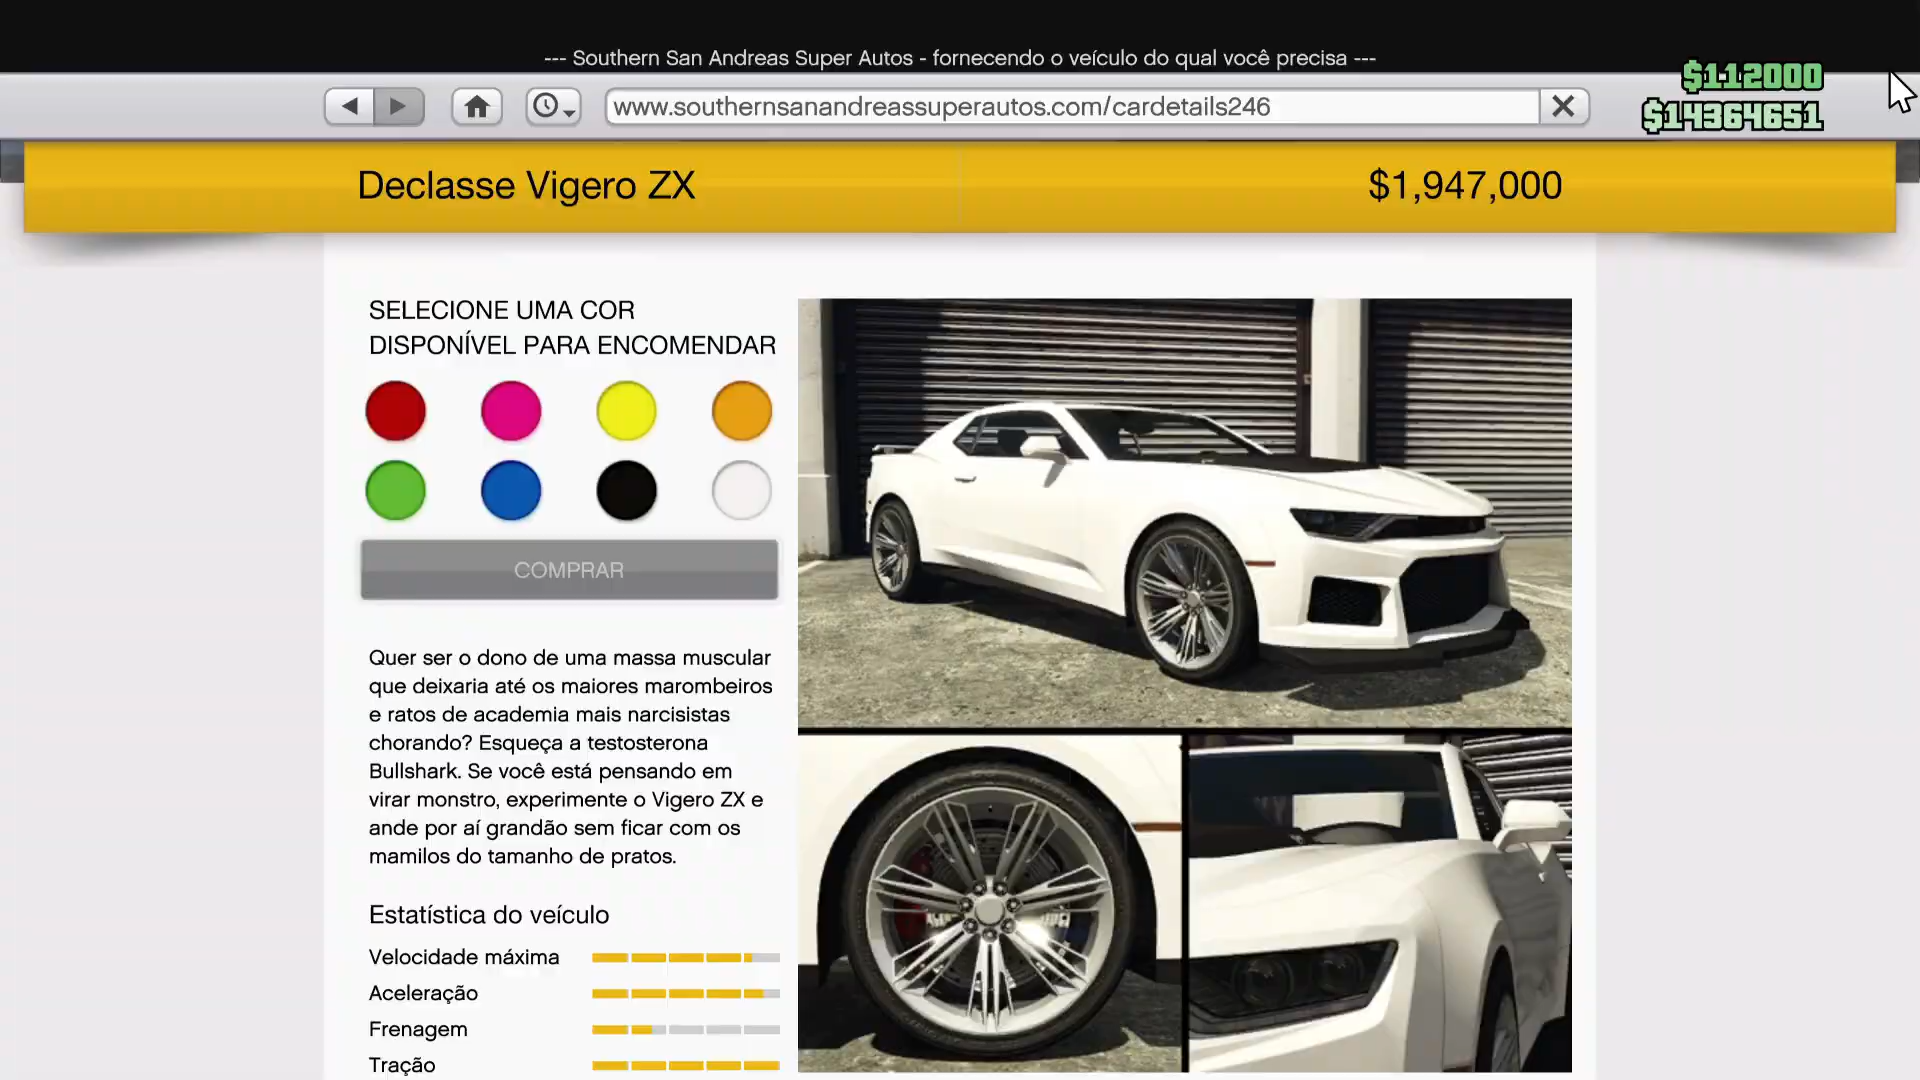 --- Southern San Andreas Super Autos - fornecendo o veículo do qual você precisa ---
www.southernsanandreassuperautos.com/cardetails246
$112000
$14364651
Declasse Vigero ZX
$1,947,000
SELECIONE UMA COR
DISPONÍVEL PARA ENCOMENDAR
COMPRAR
Quer ser o dono de uma massa muscular
que deixaria até os maiores marombeiros
e ratos de academia mais narcisistas
chorando? Esqueça a testosterona
Bullshark. Se você está pensando em
virar monstro, experimente o Vigero ZX e
ande por aí grandão sem ficar com os
mamilos do tamanho de pratos.
Estatística do veículo
Velocidade máxima
Aceleração
Frenagem
Tração